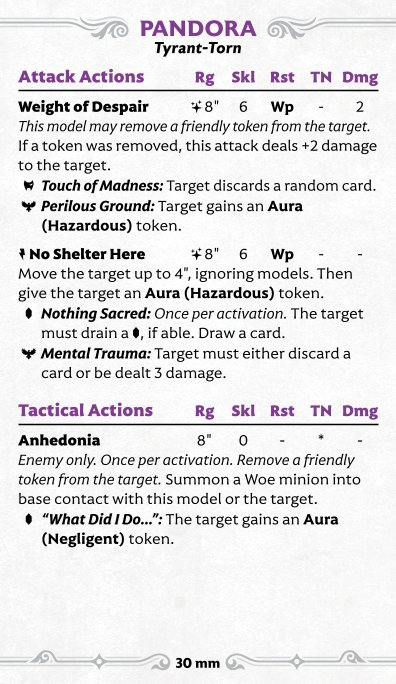 PANDORA
Tyrant-Torn
Attack Actions Rg Skl Rst TN Dmg
Weight of Despair 8" 6 Wp - 2
This model may remove a friendly token from the target.
If a token was removed, this attack deals +2 damage
to the target.
Touch of Madness: Target discards a random card.
Perilous Ground: Target gains an Aura
(Hazardous) token.
No Shelter Here 8" 6 Wp - -
Move the target up to 4", ignoring models. Then
give the target an Aura (Hazardous) token.
Nothing Sacred: Once per activation. The target
must drain a , if able. Draw a card.
Mental Trauma: Target must either discard a
card or be dealt 3 damage.
Tactical Actions Rg Skl Rst TN Dmg
Anhedonia 8" 0 - * -
Enemy only. Once per activation. Remove a friendly
token from the target. Summon a Woe minion into
base contact with this model or the target.
“What Did I Do...”: The target gains an Aura
(Negligent) token.
30 mm